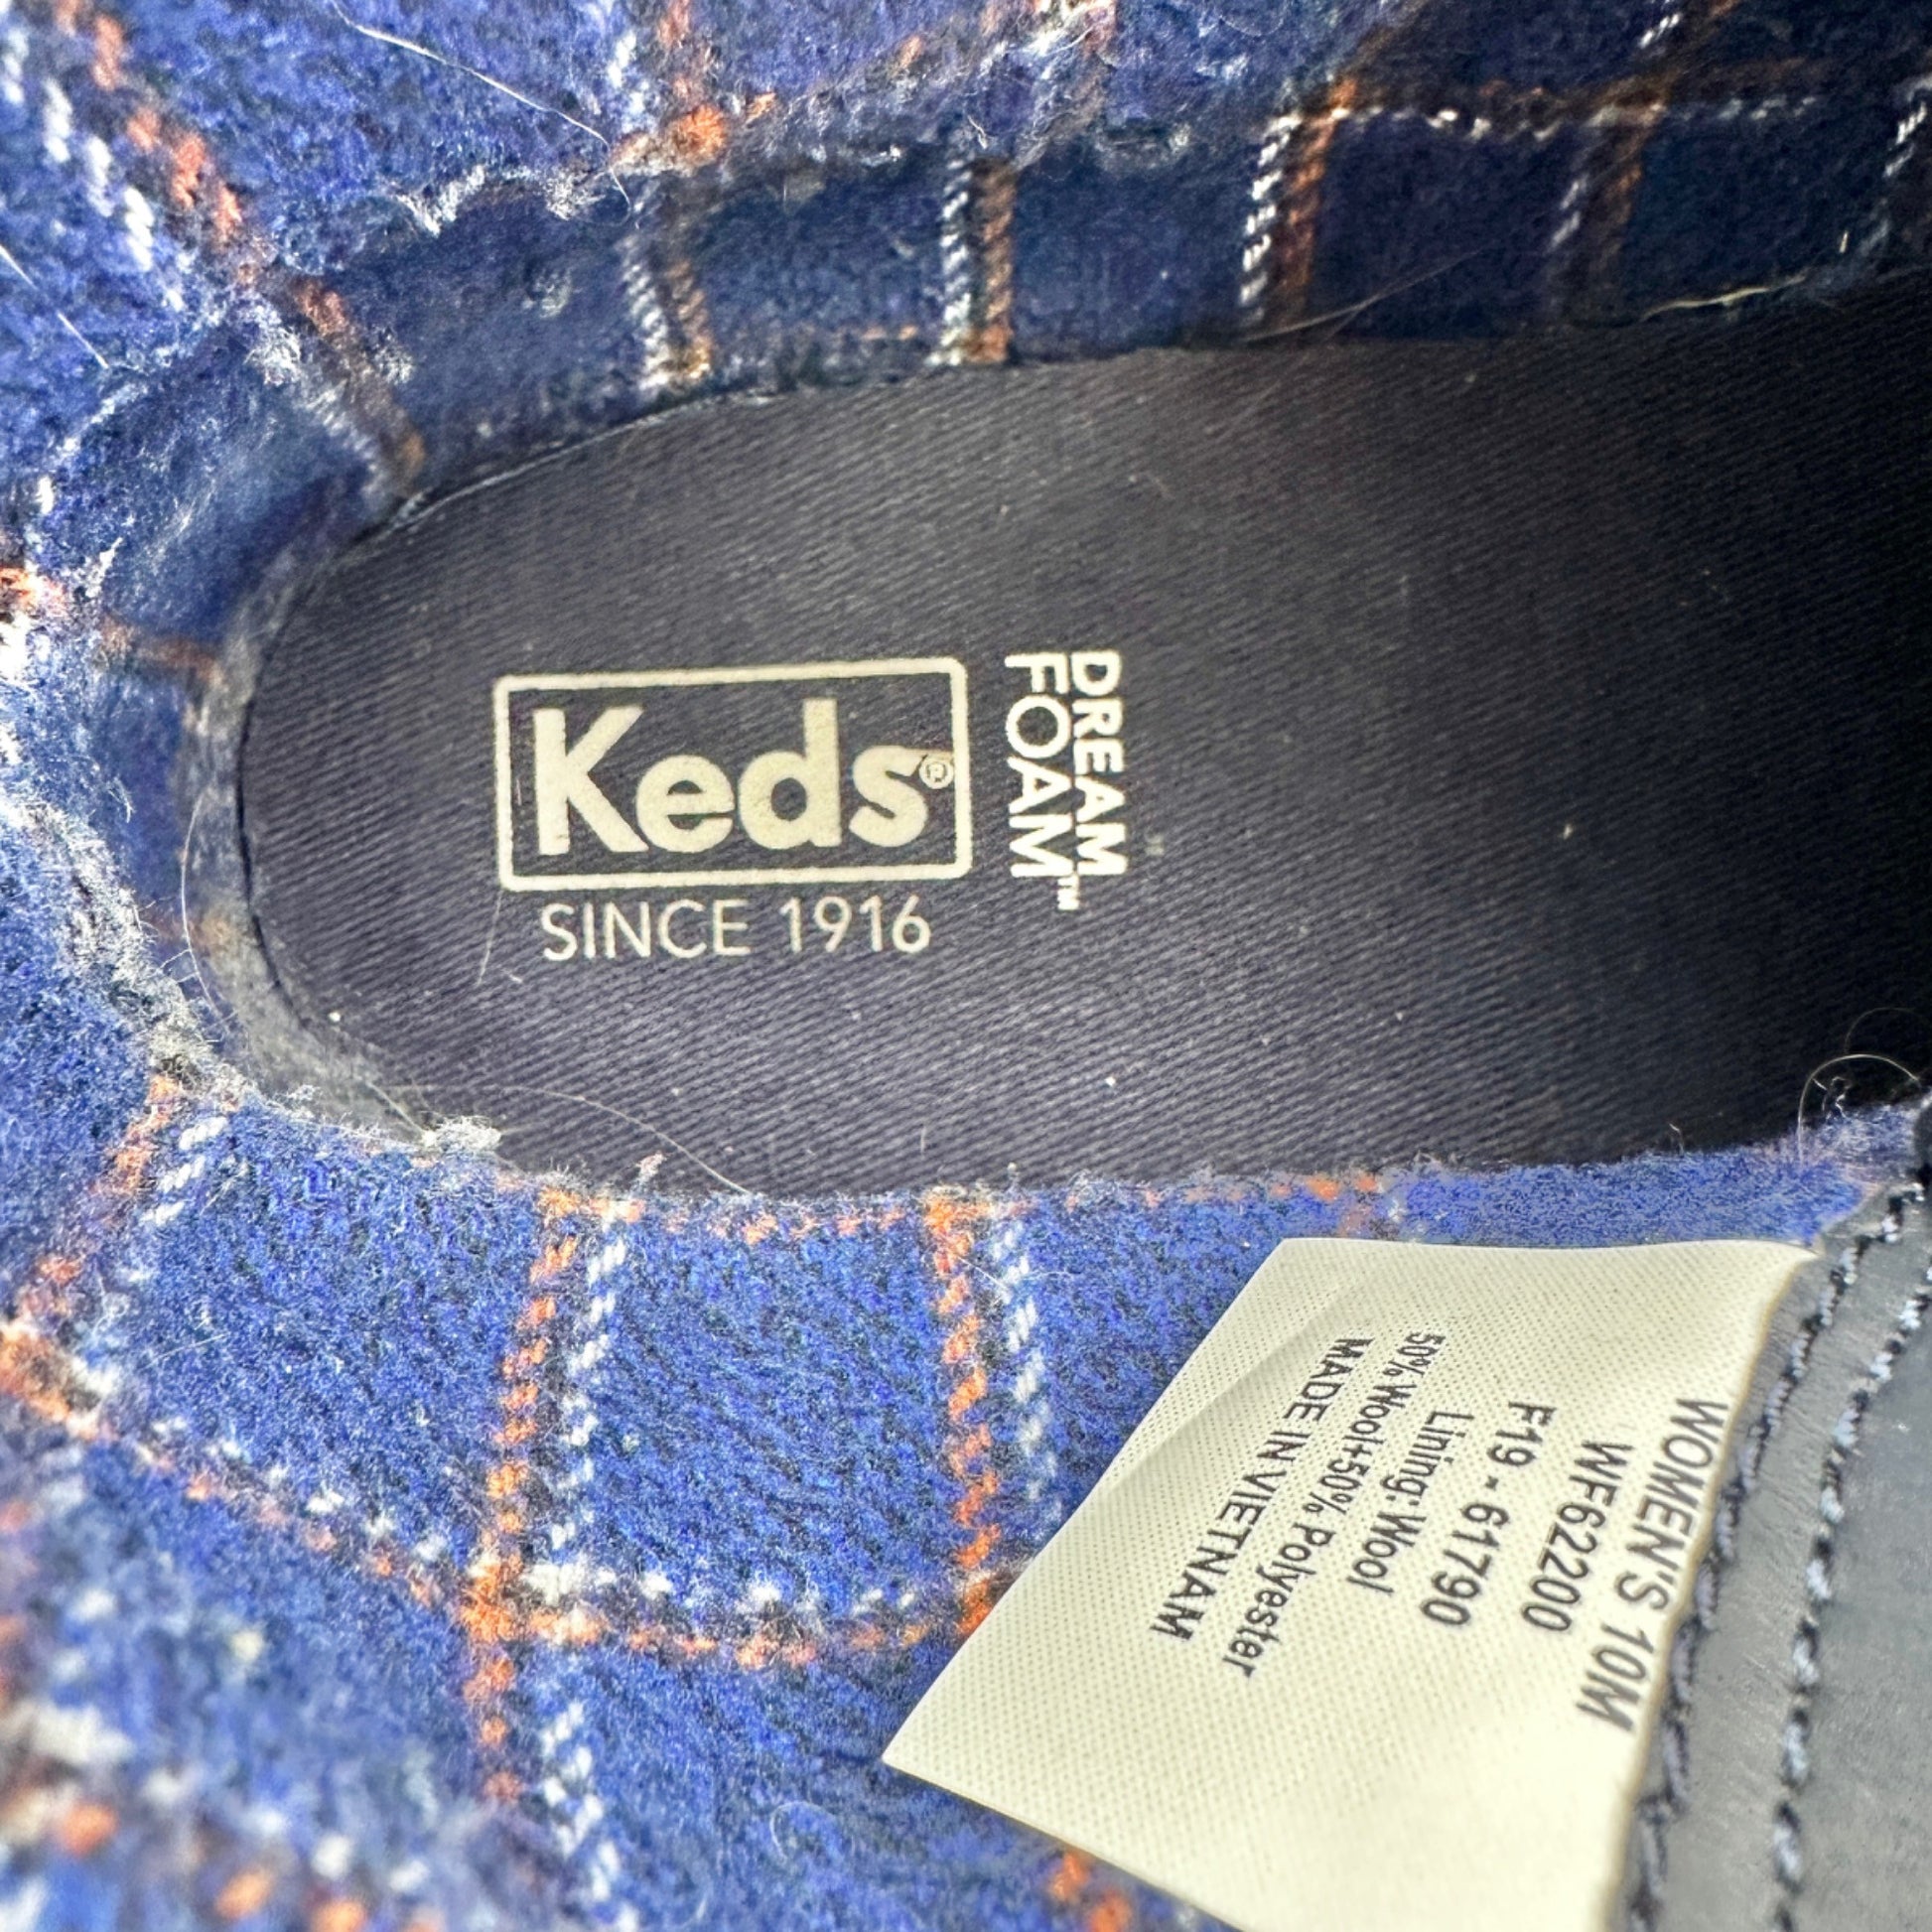 Keds®
SINCE 1916
DREAM
FOAM™
WOMEN'S 10M
WF62200
F19 - 61790
Lining: Wool
50% Wool+50% Polyester
MADE IN VIETNAM